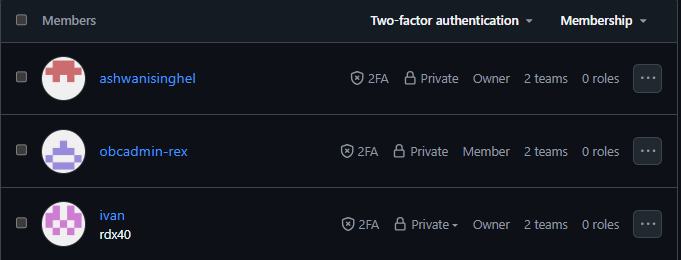 Members Two-factor authentication Membership
ashwanisinghel 2FA Private Owner 2 teams 0 roles
obcadmin-rex 2FA Private Member 2 teams 0 roles
ivan
rdx40 2FA Private Owner 2 teams 0 roles